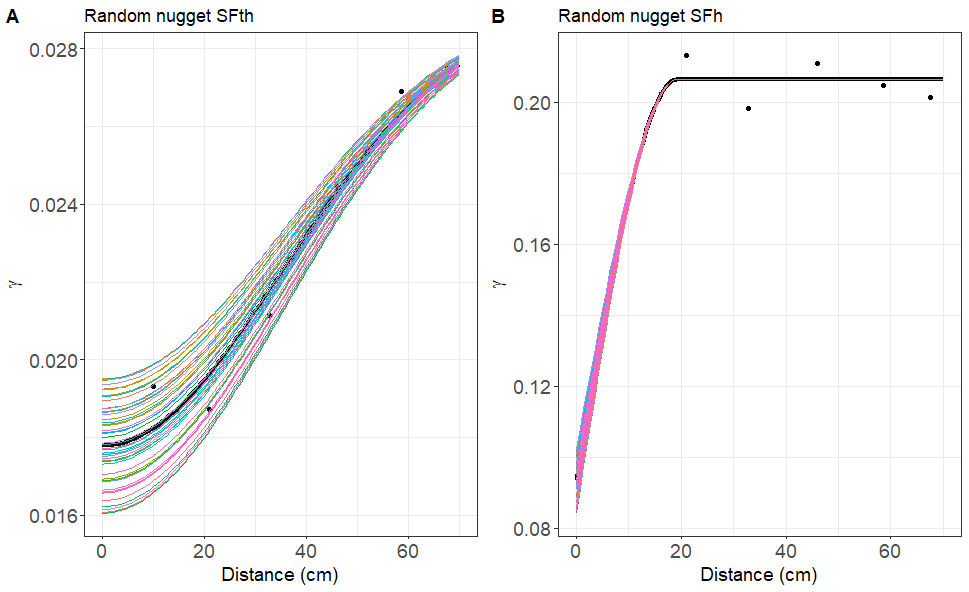 A
Random nugget SFth
0.028
0.024
0.020
0.016
γ
0
20
40
60
Distance (cm)
B
Random nugget SFh
0.20
0.16
0.12
0.08
γ
0
20
40
60
Distance (cm)